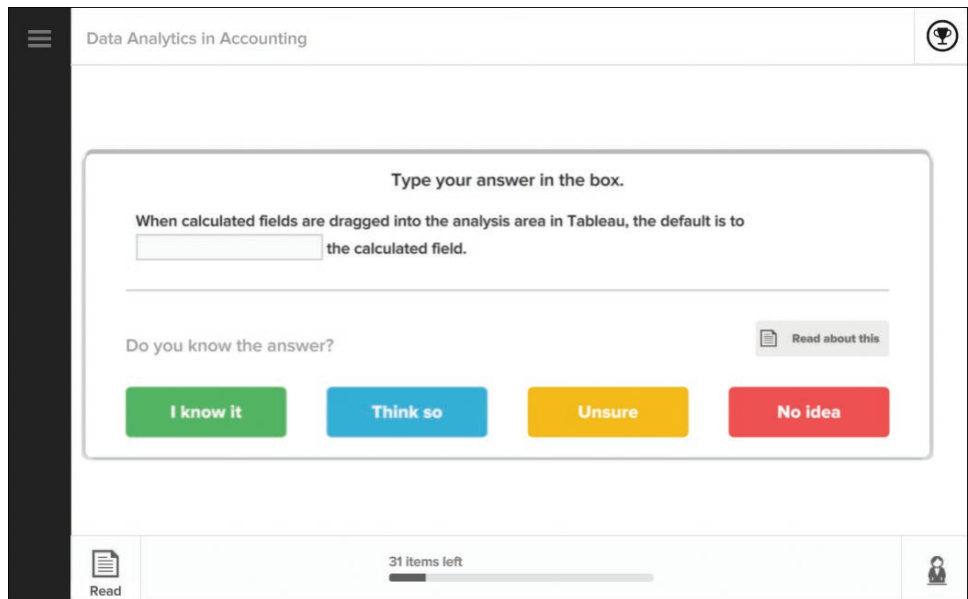 Data Analytics in Accounting
Type your answer in the box.
When calculated fields are dragged into the analysis area in Tableau, the default is to
the calculated field.
Do you know the answer?
Read about this
I know it
Think so
Unsure
No idea
Read
31 items left